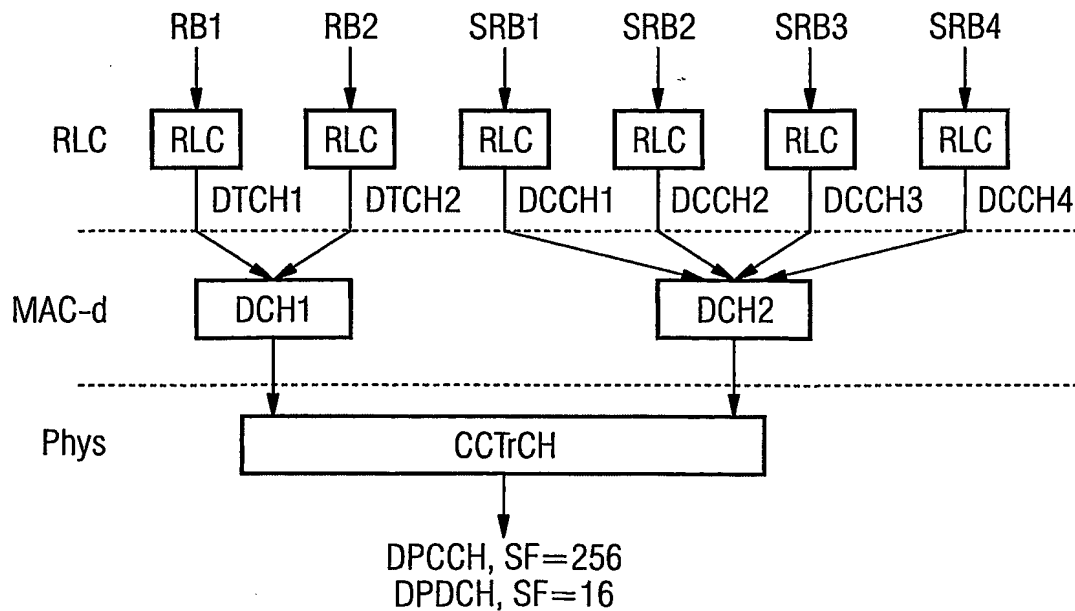 RB1 RB2 SRB1 SRB2 SRB3 SRB4
RLC RLC RLC RLC RLC RLC RLC
DTCH1 DTCH2 DCCH1 DCCH2 DCCH3 DCCH4
MAC-d DCH1 DCH2
Phys CCTrCH
DPCCH, SF=256
DPDCH, SF=16